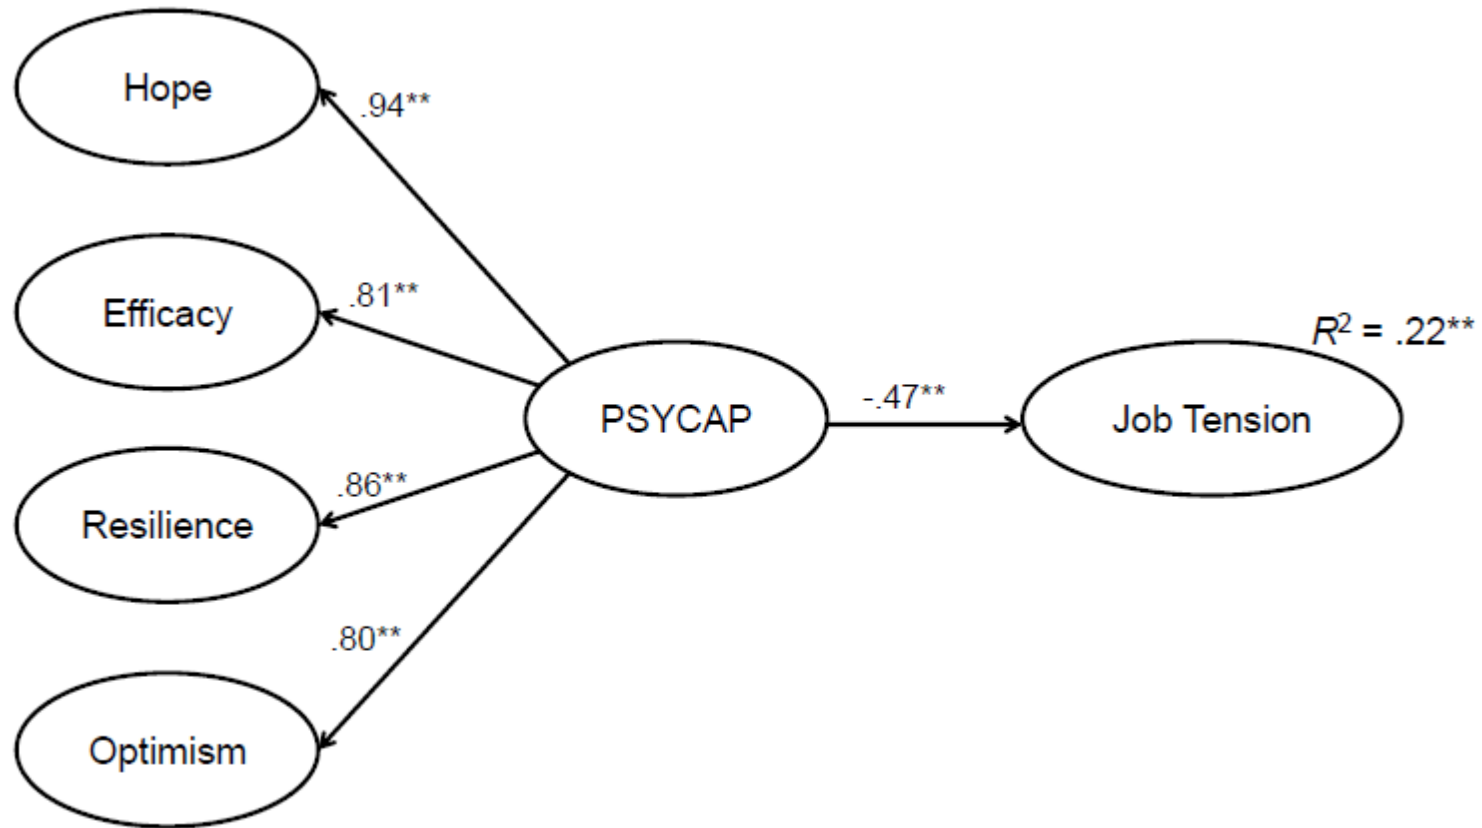 Hope
.94**
Efficacy
.81**
Resilience
.86**
Optimism
.80**
PSYCAP
-.47**
Job Tension
R² = .22**